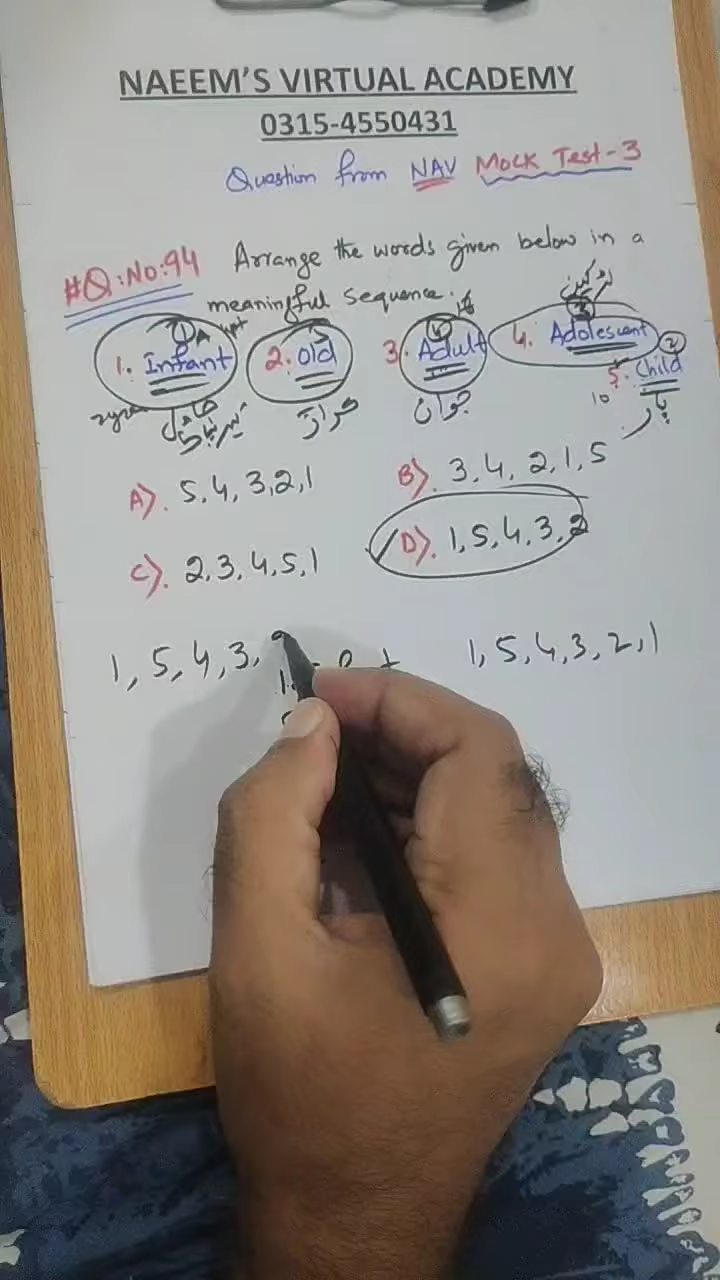 NAEEM'S VIRTUAL ACADEMY
0315-4550431
Question from NAV Mock Test-3
#Q:No:94 Arrange the words given below in a
meaningful sequence.
1. Infant 2. Old 3. Adult 4. Adolescent
5. Child
10
جوان
A). 5,4,3,2,1 B). 3,4,2,1,5
C). 2,3,4,5,1 D). 1,5,4,3,2
1,5,4,3, 1,5,4,3,2,1